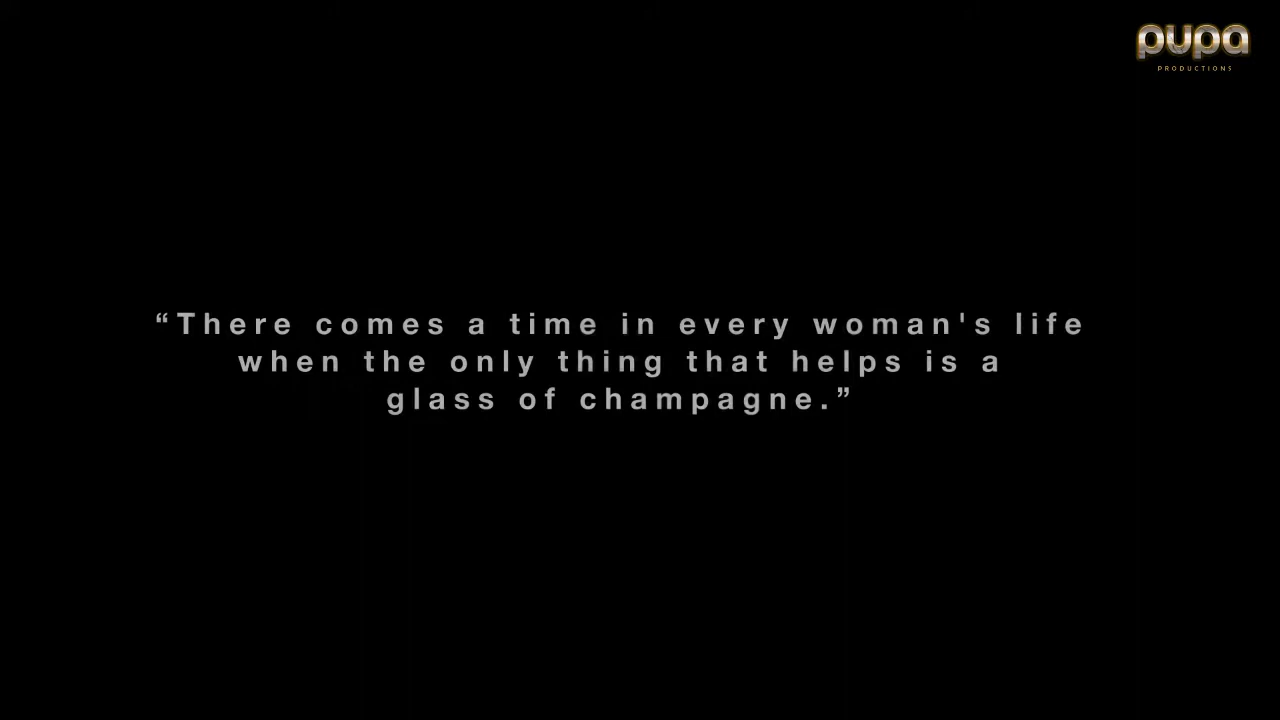 pupa
PRODUCTIONS
“There comes a time in every woman's life
when the only thing that helps is a
glass of champagne.”